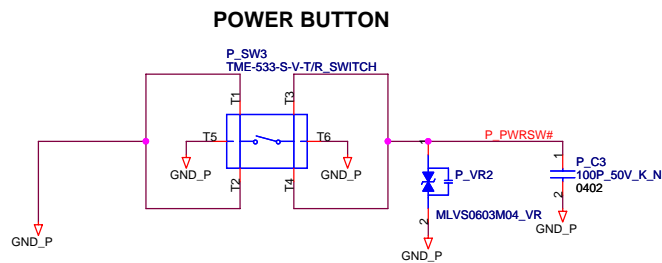 POWER BUTTON
P_SW3
TME-533-S-V-T/R_SWITCH
T1
T3
T5
T6
T2
T4
GND_P
GND_P
GND_P
P_PWRSW#
1
P_VR2
MLVS0603M04_VR
2
GND_P
1
P_C3
100P_50V_K_N
0402
2
GND_P